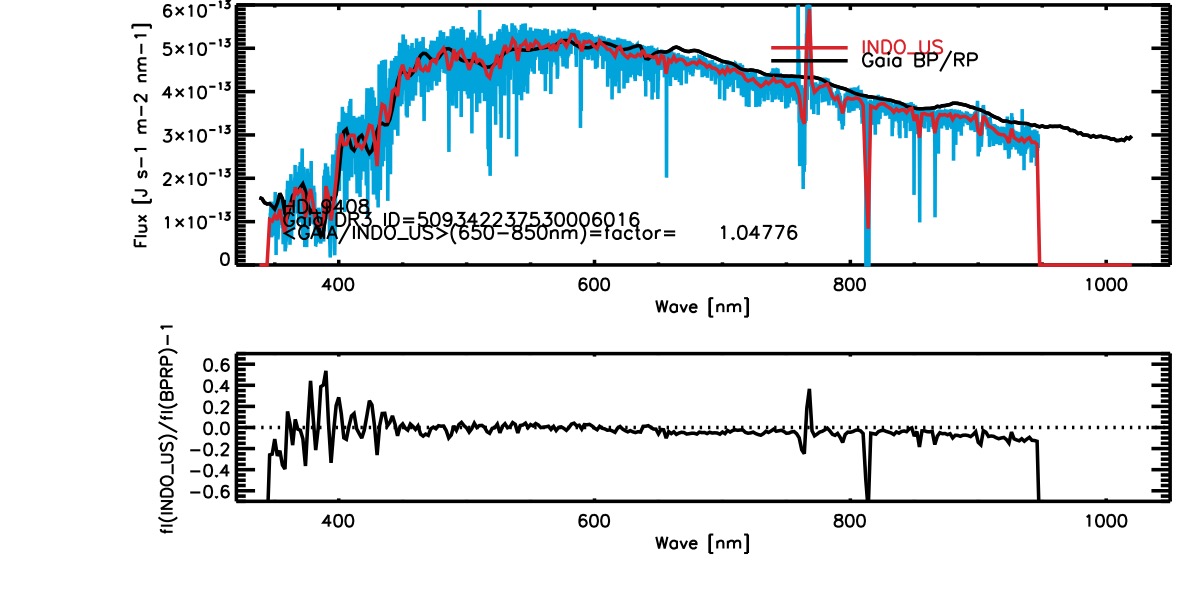 6×10−13
5×10−13
4×10−13
3×10−13
2×10−13
1×10−13
0
Flux [J s−1 m−2 nm−1]
INDO_US
Gaia BP/RP
HD_9408
Gaia DR3 ID=509342237530006016
<GAIA/INDO_US>(650−850nm)=factor= 1.04776
400 600 800 1000
Wave [nm]
0.6
0.4
0.2
0.0
−0.2
−0.4
−0.6
fl(INDO_US)/fl(BPRP)−1
400 600 800 1000
Wave [nm]